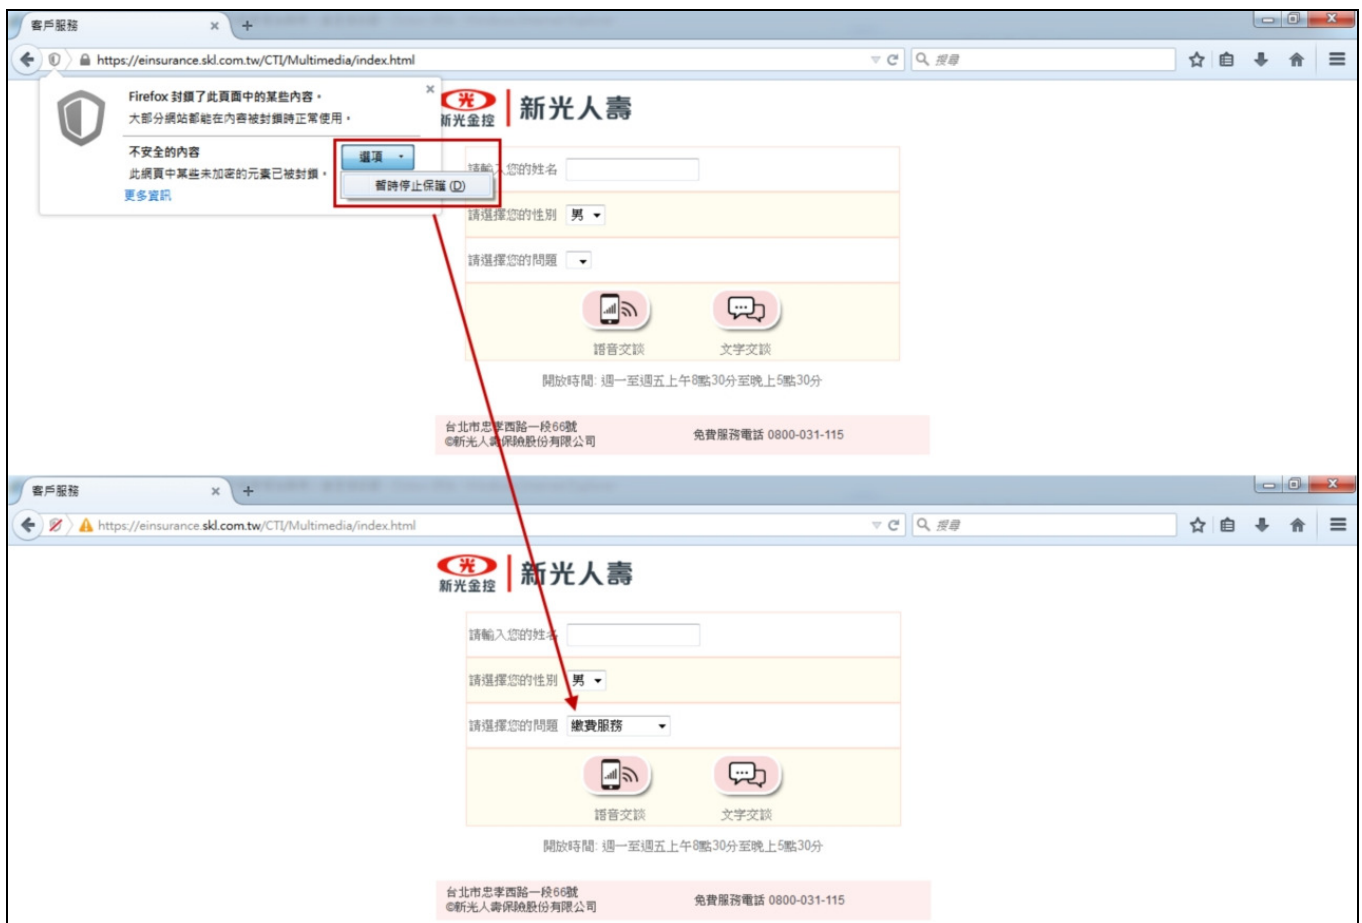 客戶服務
https://einsurance.skl.com.tw/CTI/Multimedia/index.html
搜尋
Firefox 封鎖了此頁面中的某些內容。
大部分網站都能在內容被封鎖時正常使用。
不安全的內容
此網頁中某些未加密的元素已被封鎖。
更多資訊
選項
暫時停止保護(D)
光
新光金控
新光人壽
請輸入您的姓名
請選擇您的性別 男
請選擇您的問題
語音交談 文字交談
開放時間: 週一至週五上午8點30分至晚上5點30分
台北市忠孝西路一段66號
©新光人壽保險股份有限公司
免費服務電話 0800-031-115
客戶服務
https://einsurance.skl.com.tw/CTI/Multimedia/index.html
搜尋
光
新光金控
新光人壽
請輸入您的姓名
請選擇您的性別 男
請選擇您的問題 繳費服務
語音交談 文字交談
開放時間: 週一至週五上午8點30分至晚上5點30分
台北市忠孝西路一段66號
©新光人壽保險股份有限公司
免費服務電話 0800-031-115